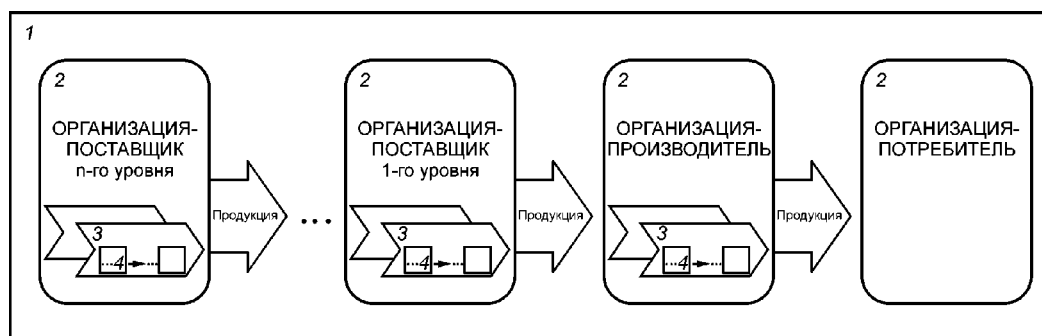 1
2
ОРГАНИЗАЦИЯ-
ПОСТАВЩИК
n-го уровня
3
...4 ...
Продукция
...
2
ОРГАНИЗАЦИЯ-
ПОСТАВЩИК
1-го уровня
3
...4 ...
Продукция
2
ОРГАНИЗАЦИЯ-
ПРОИЗВОДИТЕЛЬ
3
...4 ...
Продукция
2
ОРГАНИЗАЦИЯ-
ПОТРЕБИТЕЛЬ